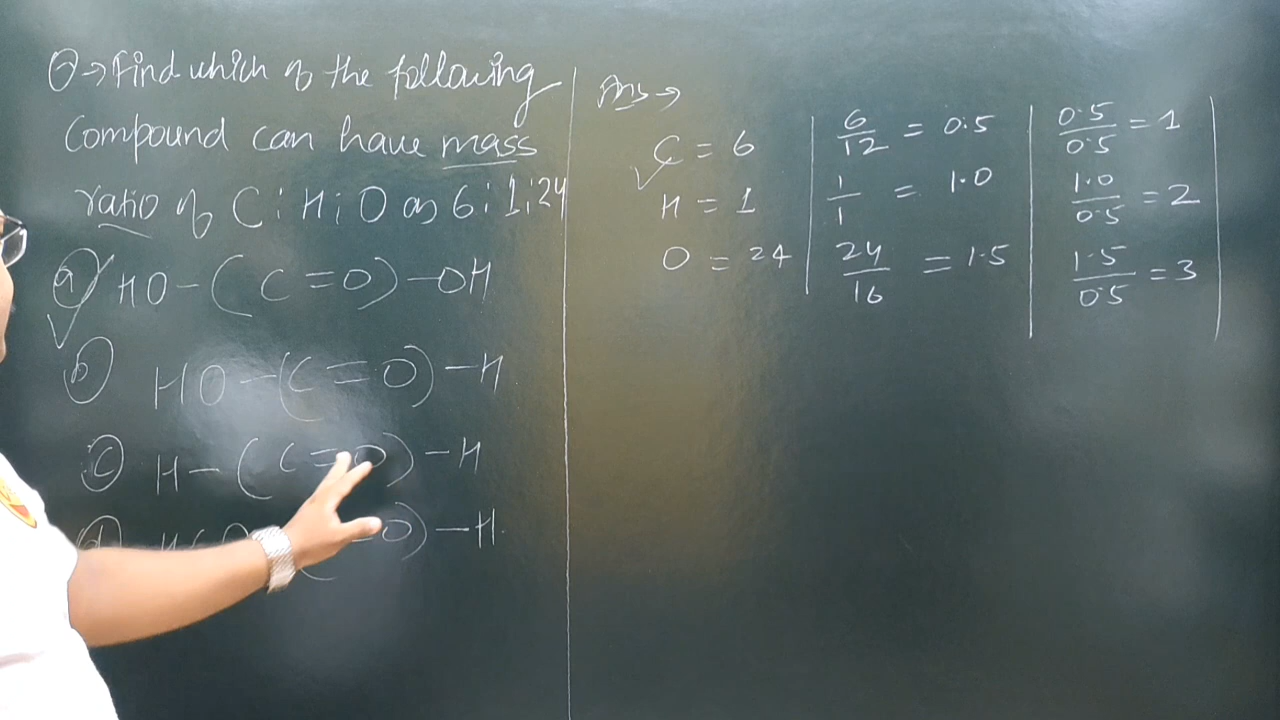 Q → Find which of the following
compound can have mass
ratio of C : H : O as 6 : 1 : 24
(a) HO-(C=O)-OH
(b) HO-(C=O)-H
(c) H-(C=O)-H
(d) O)-H
Ans →
C = 6
H = 1
O = 24
6/12 = 0.5
1/1 = 1.0
24/16 = 1.5
0.5/0.5 = 1
1.0/0.5 = 2
1.5/0.5 = 3